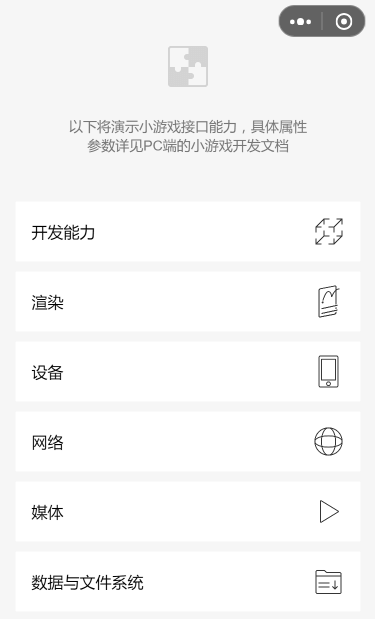 以下将演示小游戏接口能力，具体属性
参数详见PC端的小游戏开发文档
开发能力
渲染
设备
网络
媒体
数据与文件系统